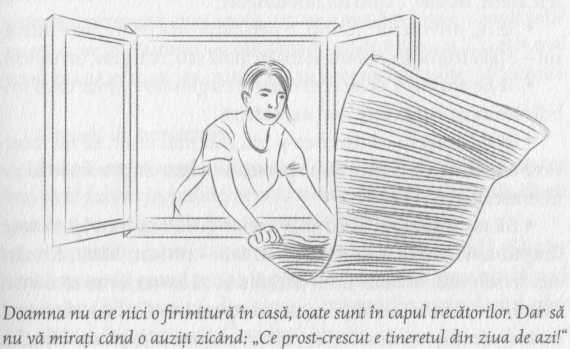 Doamna nu are nici o firimitură în casă, toate sunt în capul trecătorilor. Dar să
nu vă mirați când o auziți zicând: „Ce prost-crescut e tineretul din ziua de azi!“